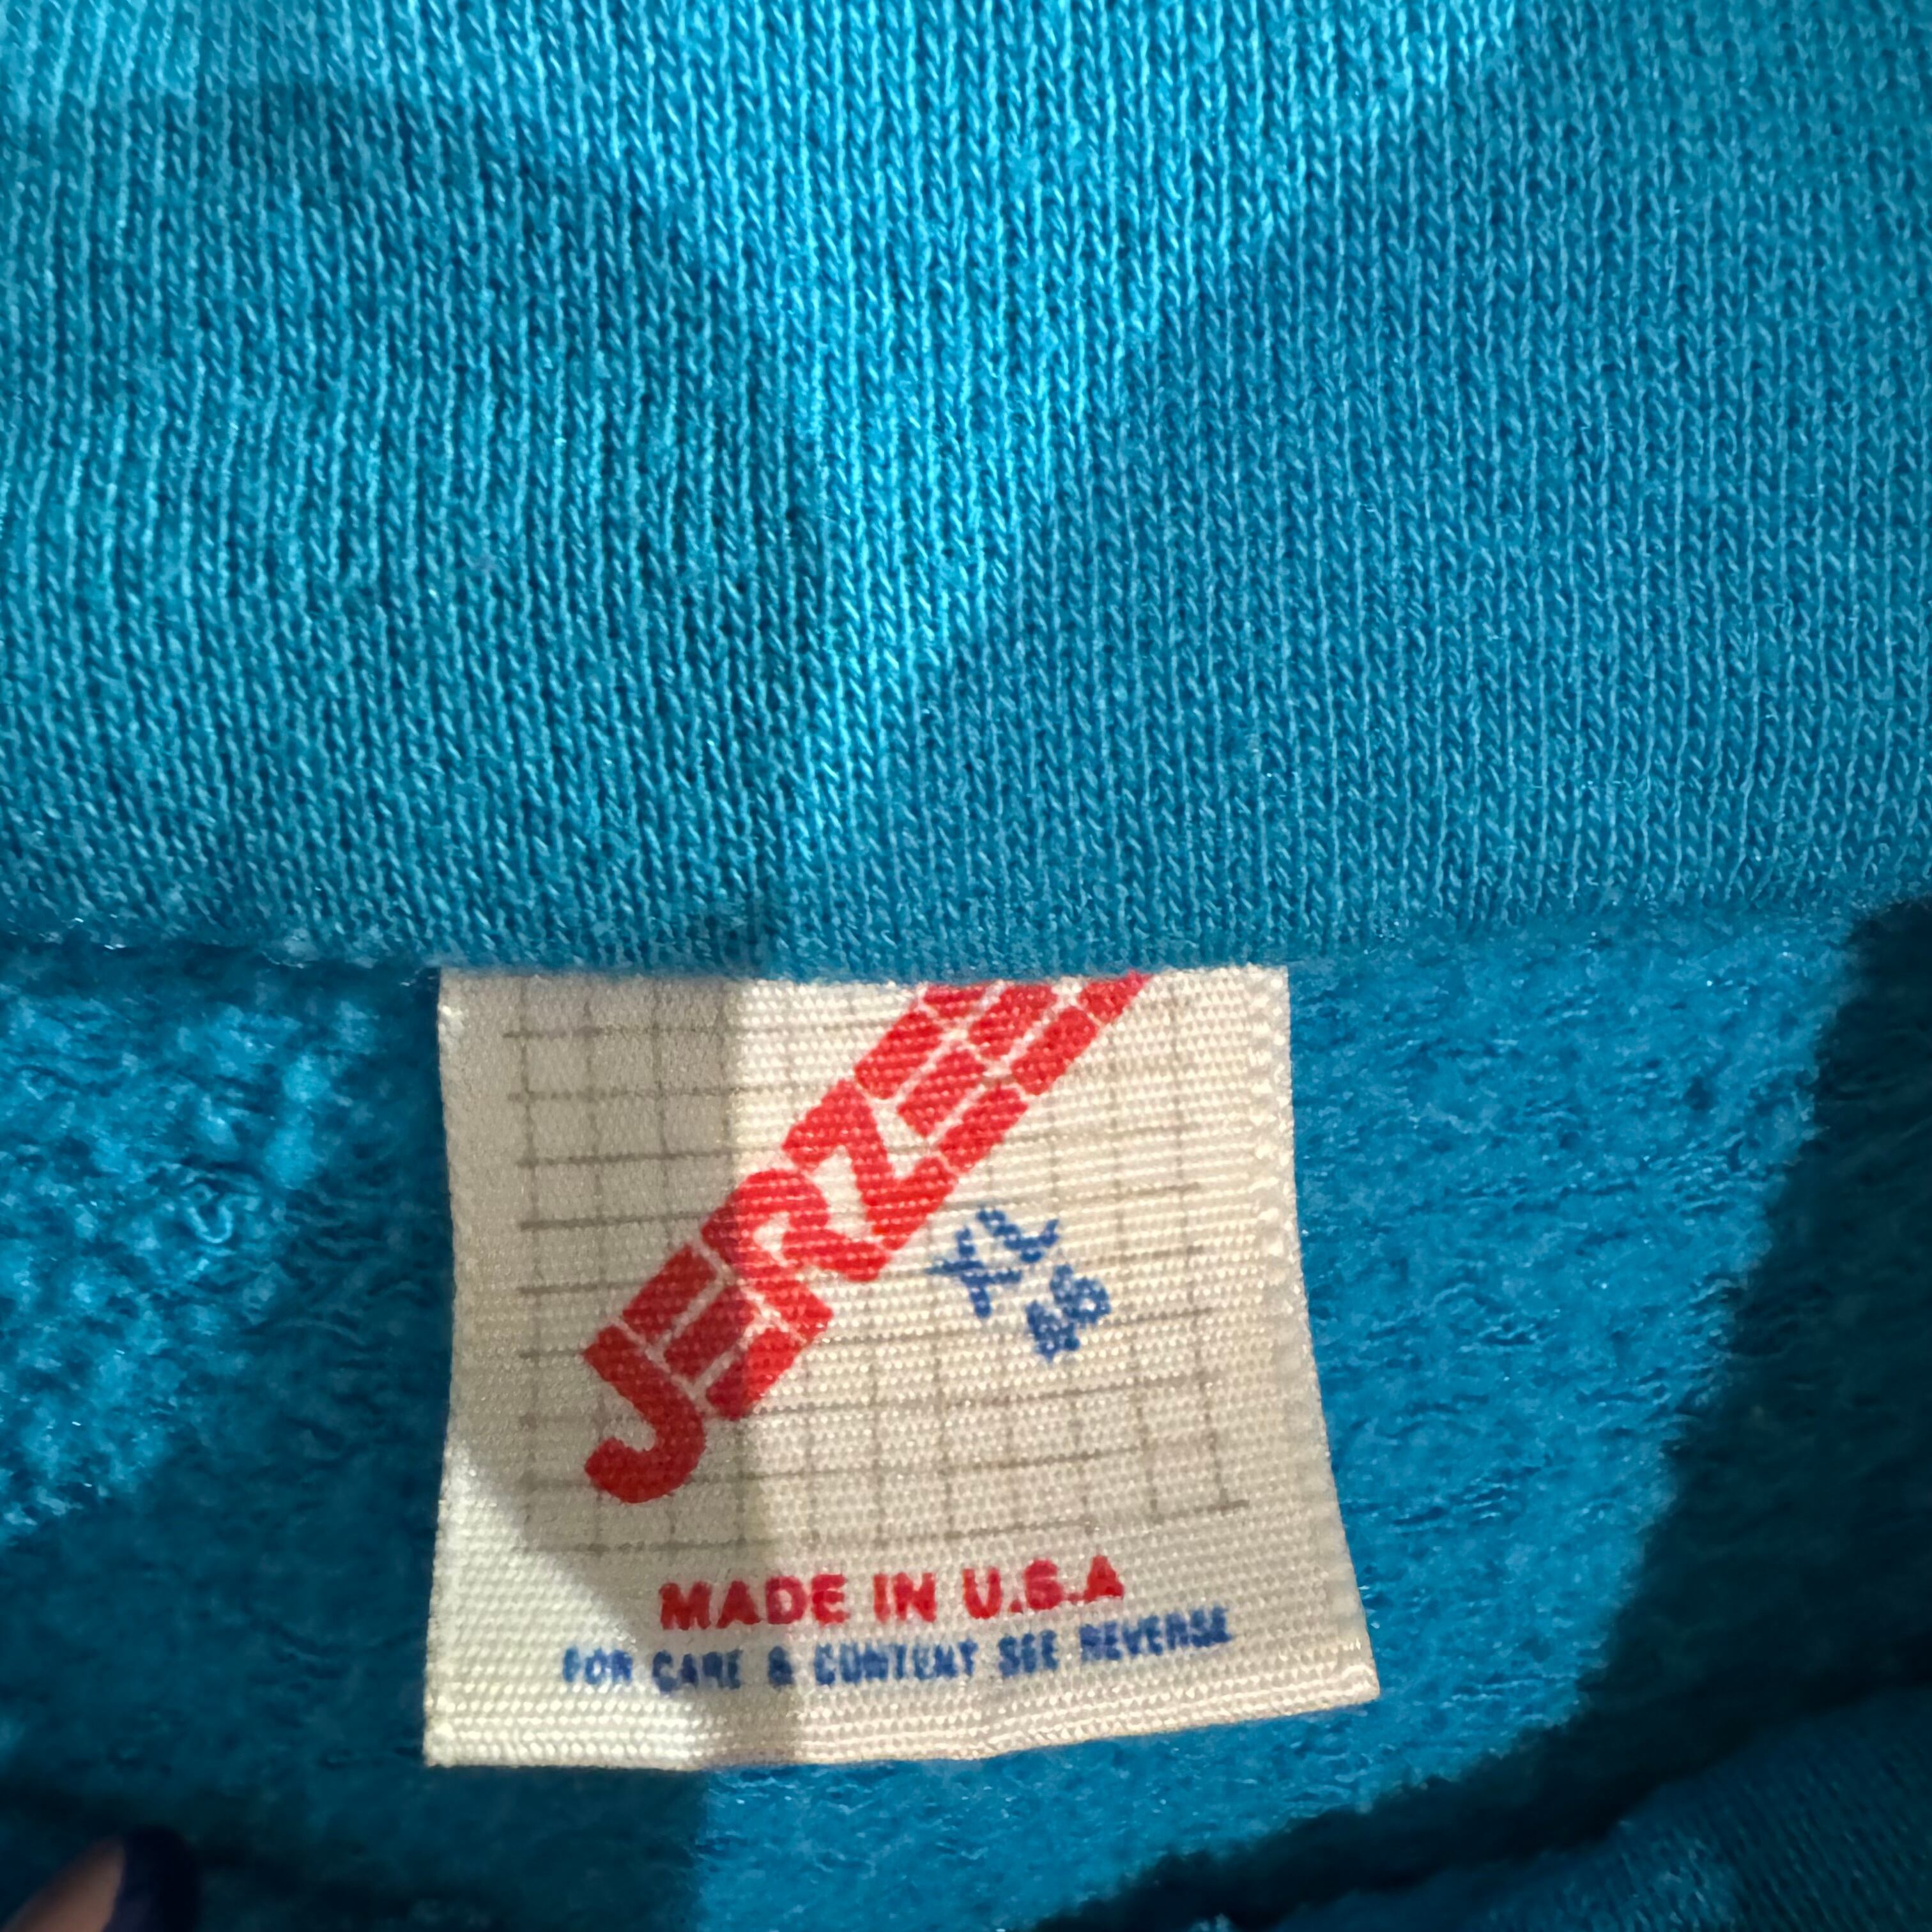 JERZEES
XL
46
MADE IN U.S.A
FOR CARE & CONTENT SEE REVERSE